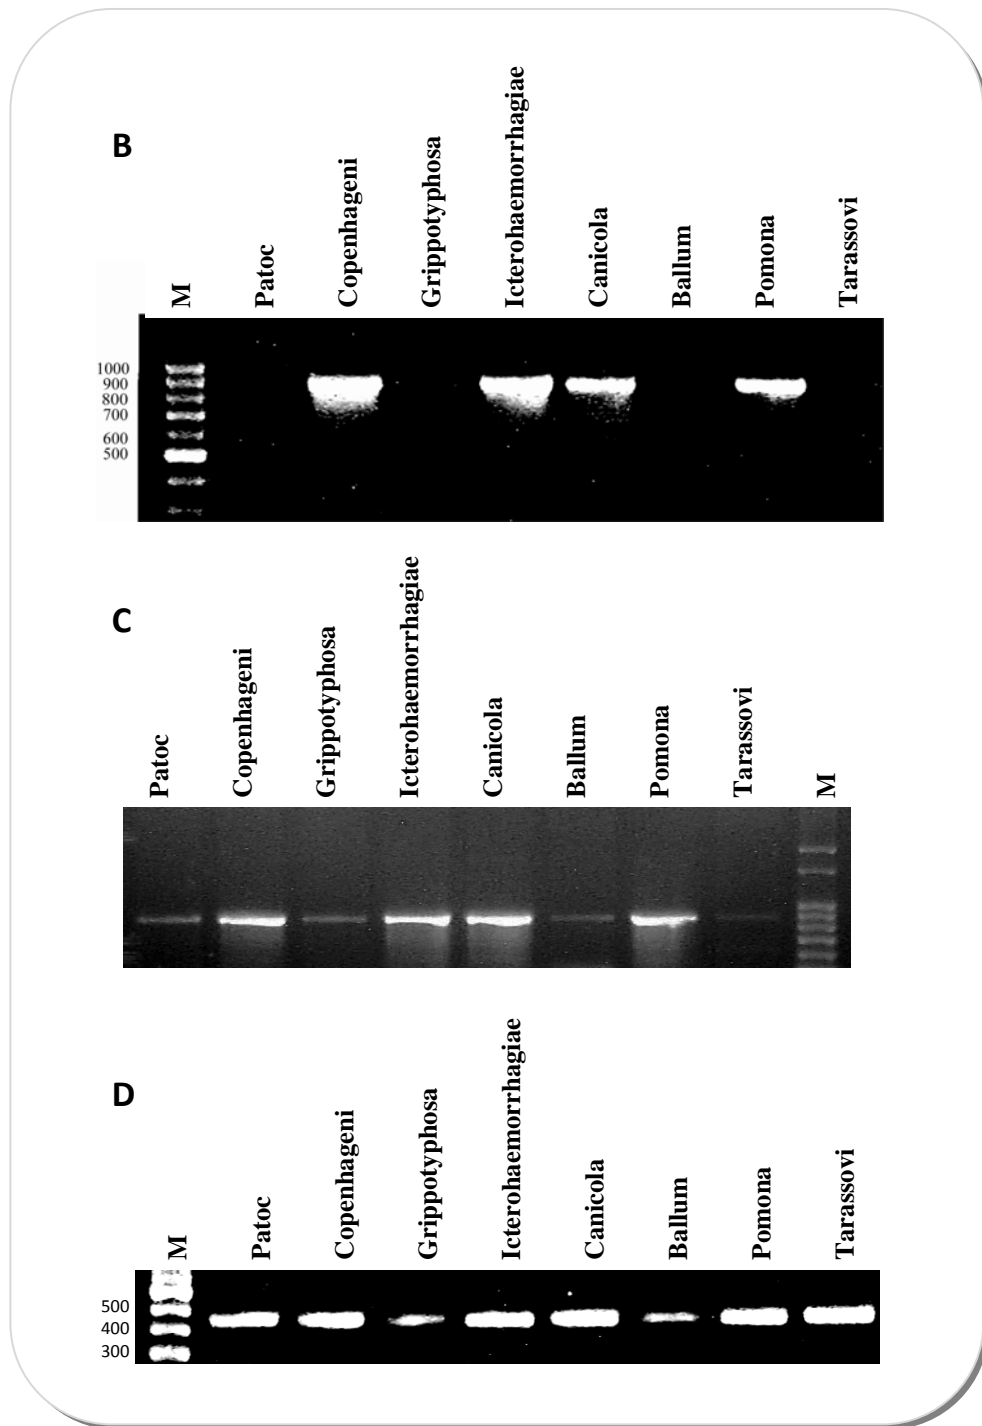 B
M
Patoc
Copenhageni
Grippotyphosa
Icterohaemorrhagiae
Canicola
Ballum
Pomona
Tarassovi
1000
900
800
700
600
500
C
Patoc
Copenhageni
Grippotyphosa
Icterohaemorrhagiae
Canicola
Ballum
Pomona
Tarassovi
M
D
M
Patoc
Copenhageni
Grippotyphosa
Icterohaemorrhagiae
Canicola
Ballum
Pomona
Tarassovi
500
400
300